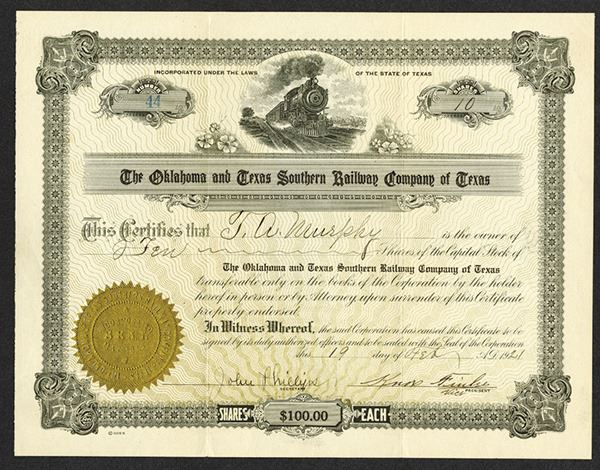 INCORPORATED UNDER THE LAWS OF THE STATE OF TEXAS
NUMBER
44
SHARES
10
The Oklahoma and Texas Southern Railway Company of Texas
This Certifies that T. A. Murphy is the owner of
Ten Shares of the Capital Stock of
The Oklahoma and Texas Southern Railway Company of Texas
transferable only on the books of the Corporation by the holder
hereof in person or by Attorney upon surrender of this Certificate
properly endorsed.
In Witness Whereof, the said Corporation has caused this Certificate to be
signed by its duly authorized officers and to be sealed with the Seal of the Corporation
this 19 day of Feb A.D. 1921
John Phillips
SECRETARY
Vice PRESIDENT
SHARES $100.00 EACH